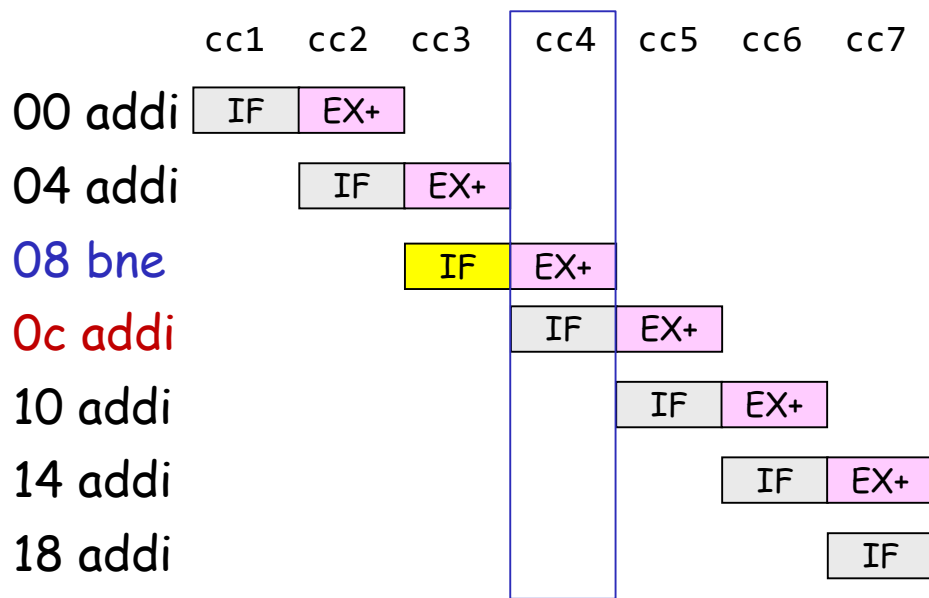 cc1 cc2 cc3 cc4 cc5 cc6 cc7
00 addi IF EX+
04 addi IF EX+
08 bne IF EX+
0c addi IF EX+
10 addi IF EX+
14 addi IF EX+
18 addi IF